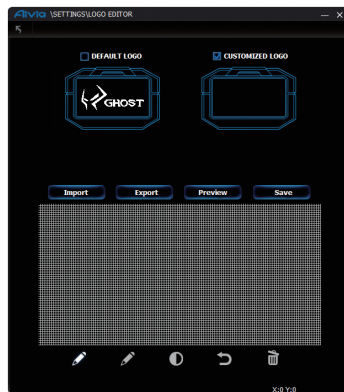 Aivia \SETTINGS\LOGO EDITOR
DEFAULT LOGO CUSTOMIZED LOGO
GHOST
Import Export Preview Save
X:0 Y:0